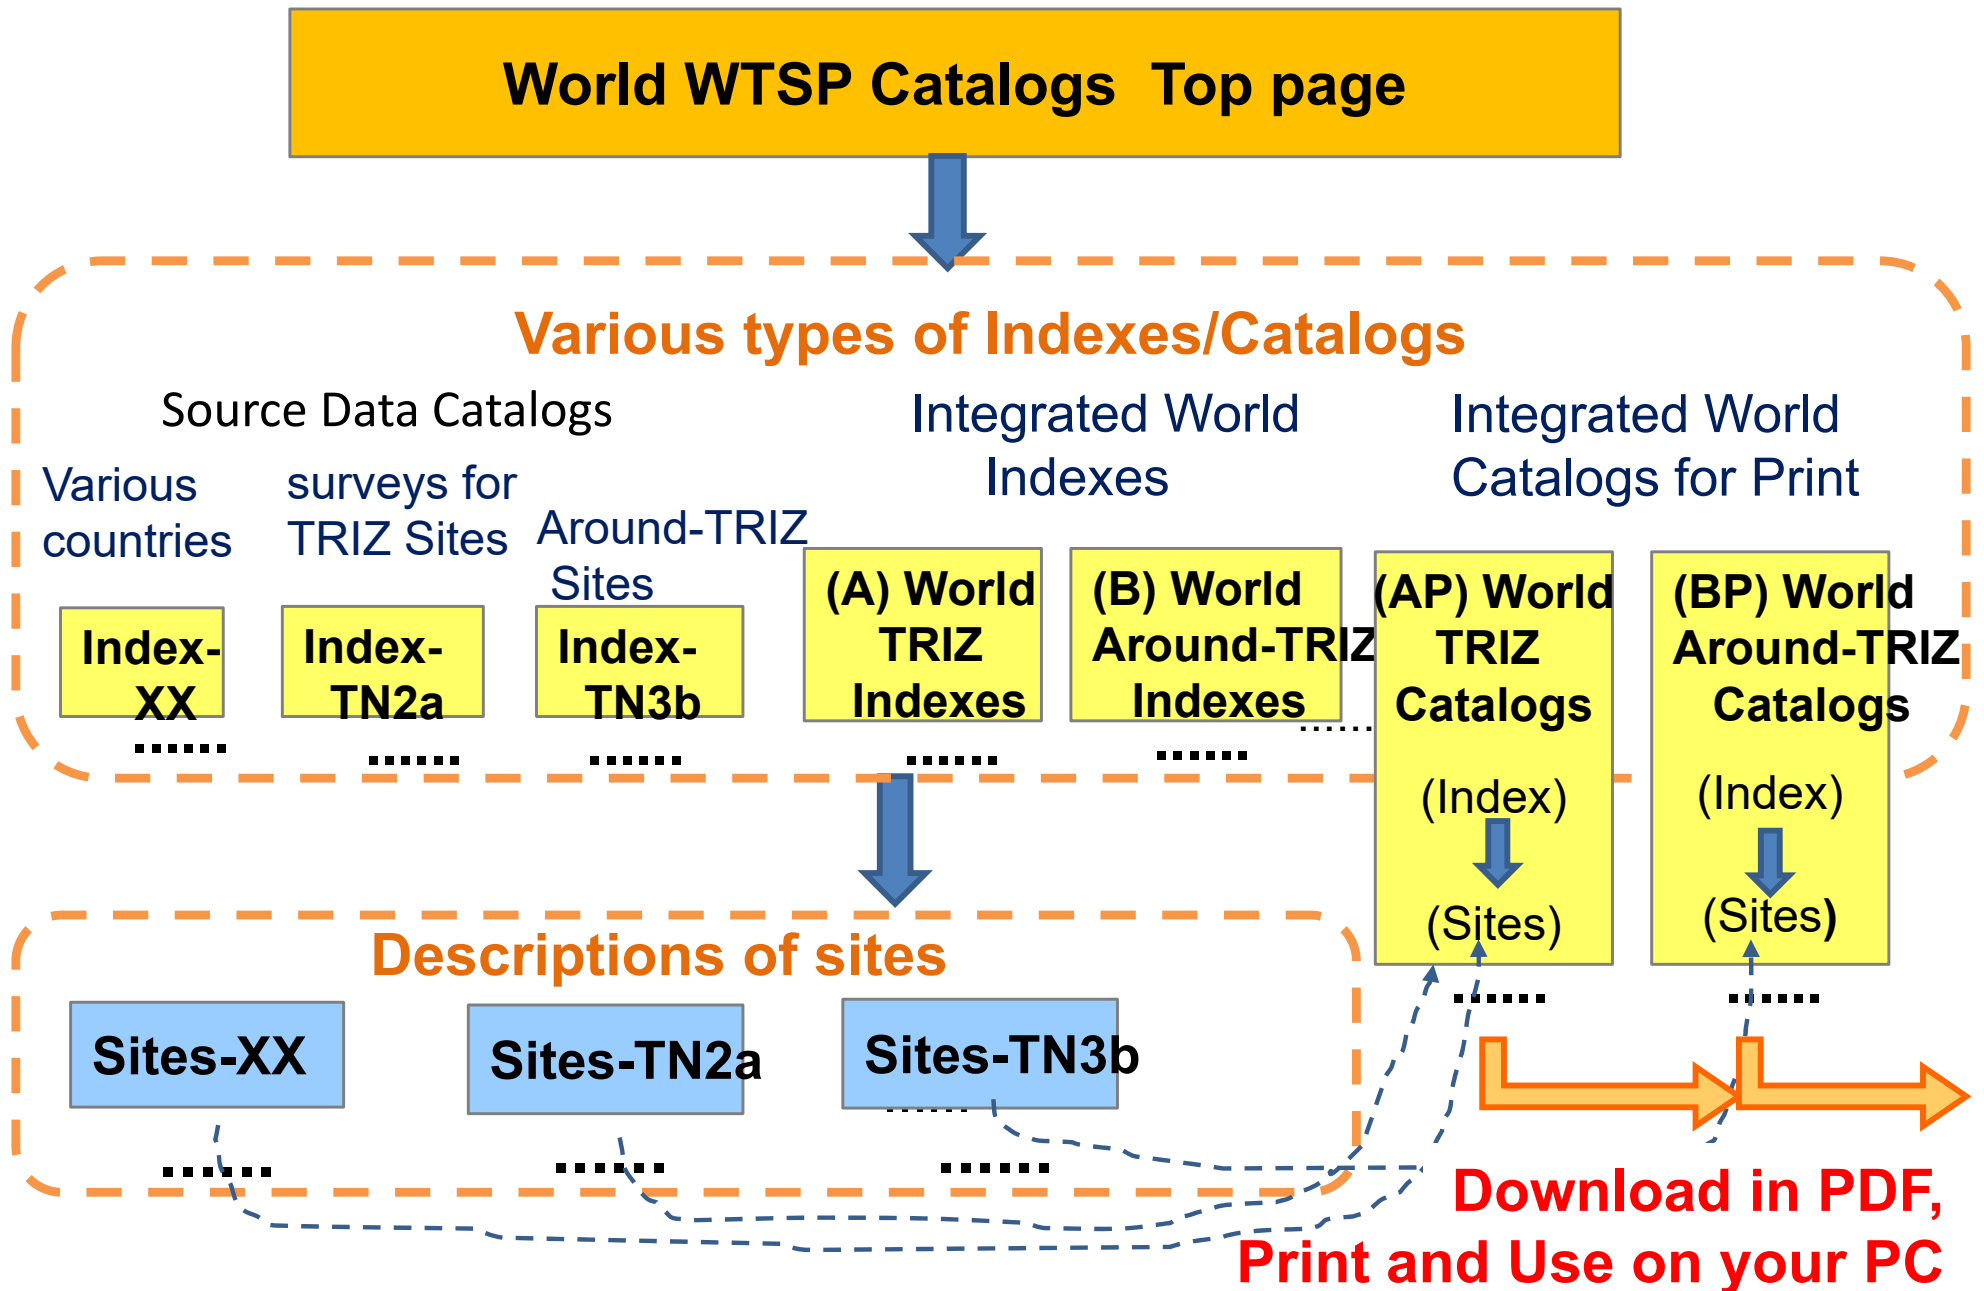 World WTSP Catalogs  Top page
Various types of Indexes/Catalogs
Source Data Catalogs
Various
countries
surveys for
TRIZ Sites
Around-TRIZ
Sites
Integrated World
Indexes
Integrated World
Catalogs for Print
Index-
XX
Index-
TN2a
Index-
TN3b
(A) World
TRIZ
Indexes
(B) World
Around-TRIZ
Indexes
(AP) World
TRIZ
Catalogs
(Index)
(Sites)
(BP) World
Around-TRIZ
Catalogs
(Index)
(Sites)
Descriptions of sites
Sites-XX
Sites-TN2a
Sites-TN3b
Download in PDF,
Print and Use on your PC